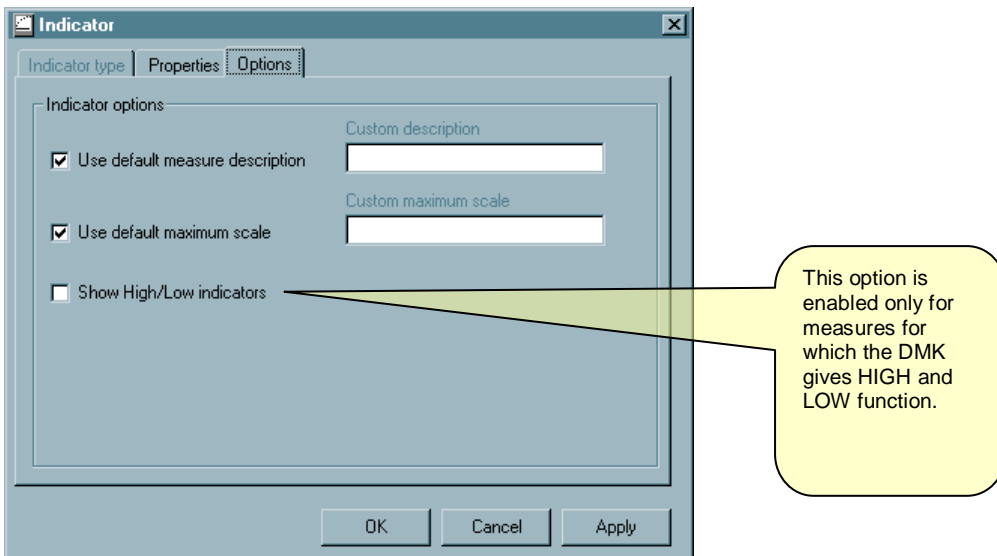 Indicator
Indicator type Properties Options
Indicator options
Custom description
Use default measure description
Custom maximum scale
Use default maximum scale
Show High/Low indicators
This option is
enabled only for
measures for
which the DMK
gives HIGH and
LOW function.
OK Cancel Apply